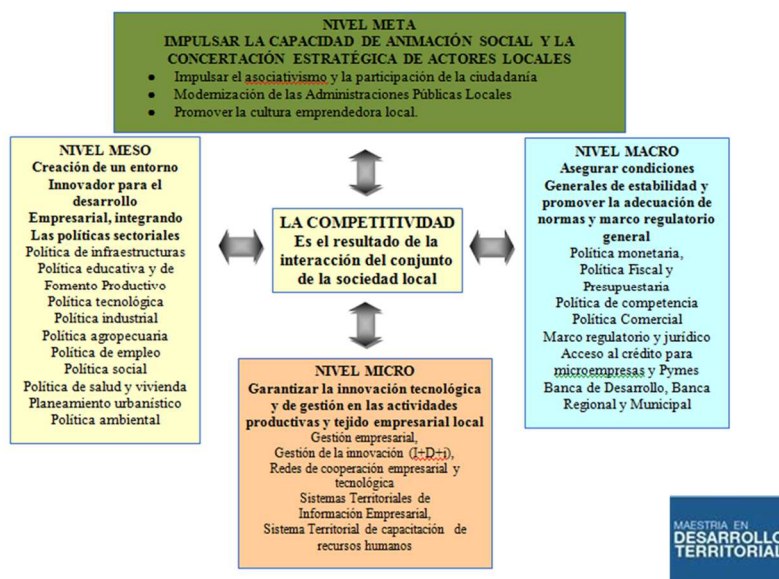 NIVEL META
IMPULSAR LA CAPACIDAD DE ANIMACIÓN SOCIAL Y LA
CONCERTACIÓN ESTRATÉGICA DE ACTORES LOCALES
● Impulsar el asociativismo y la participación de la ciudadanía
● Modernización de las Administraciones Públicas Locales
● Promover la cultura emprendedora local.
NIVEL MESO
Creación de un entorno
Innovador para el
desarrollo
Empresarial, integrando
Las políticas sectoriales
Política de infraestructuras
Política educativa y de
Fomento Productivo
Política tecnológica
Política industrial
Política agropecuaria
Política de empleo
Política social
Política de salud y vivienda
Planeamiento urbanístico
Política ambiental
LA COMPETITIVIDAD
Es el resultado de la
interacción del conjunto
de la sociedad local
NIVEL MACRO
Asegurar condiciones
Generales de estabilidad y
promover la adecuación de
normas y marco regulatorio
general
Política monetaria,
Política Fiscal y
Presupuestaria
Política de competencia
Política Comercial
Marco regulatorio y jurídico
Acceso al crédito para
microempresas y Pymes
Banca de Desarrollo, Banca
Regional y Municipal
NIVEL MICRO
Garantizar la innovación tecnológica
y de gestión en las actividades
productivas y tejido empresarial local
Gestión empresarial,
Gestión de la innovación (I+D+i),
Redes de cooperación empresarial y
tecnológica
Sistemas Territoriales de
Información Empresarial,
Sistema Territorial de capacitación de
recursos humanos
MAESTRIA EN
DESARROLLO
TERRITORIAL